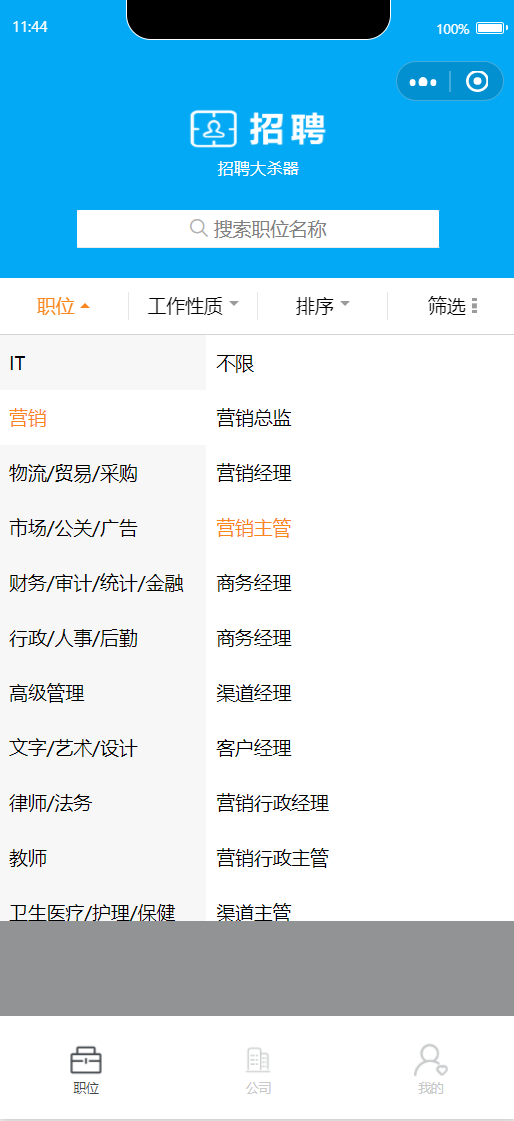 11:44
100%
招聘
招聘大杀器
搜索职位名称
职位 工作性质 排序 筛选
IT 不限
营销 营销总监
物流/贸易/采购 营销经理
市场/公关/广告 营销主管
财务/审计/统计/金融 商务经理
行政/人事/后勤 商务经理
高级管理 渠道经理
文字/艺术/设计 客户经理
律师/法务 营销行政经理
教师 营销行政主管
卫生医疗/护理/保健 渠道主管
职位 公司 我的